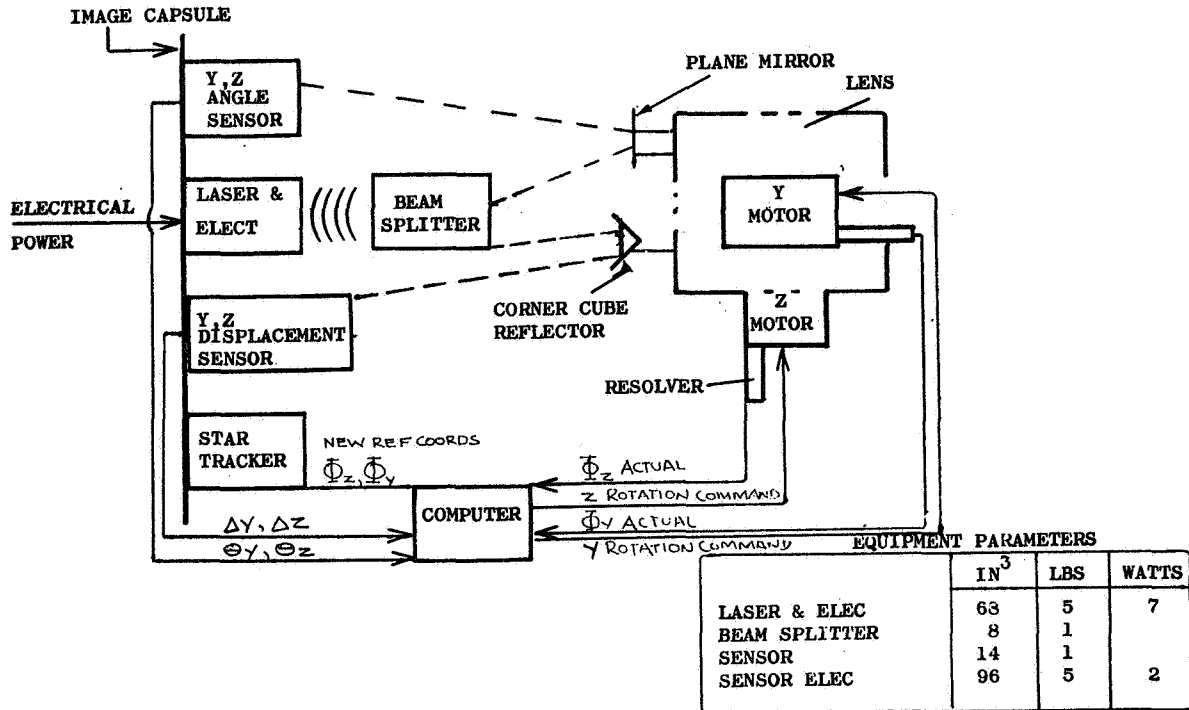 IMAGE CAPSULE
Y,Z
ANGLE
SENSOR
PLANE MIRROR
LENS
LASER &
ELECT
BEAM
SPLITTER
Y
MOTOR
ELECTRICAL
POWER
Y,Z
DISPLACEMENT
SENSOR
CORNER CUBE
REFLECTOR
Z
MOTOR
RESOLVER
STAR
TRACKER
NEW REF COORDS
Φz, Φy
Φz ACTUAL
Z ROTATION COMMAND
COMPUTER
ΔY, ΔZ
ΘY, Θz
ΦY ACTUAL
Y ROTATION COMMAND
EQUIPMENT PARAMETERS
IN³ LBS WATTS
LASER & ELEC 63 5 7
BEAM SPLITTER 8 1
SENSOR 14 1
SENSOR ELEC 96 5 2